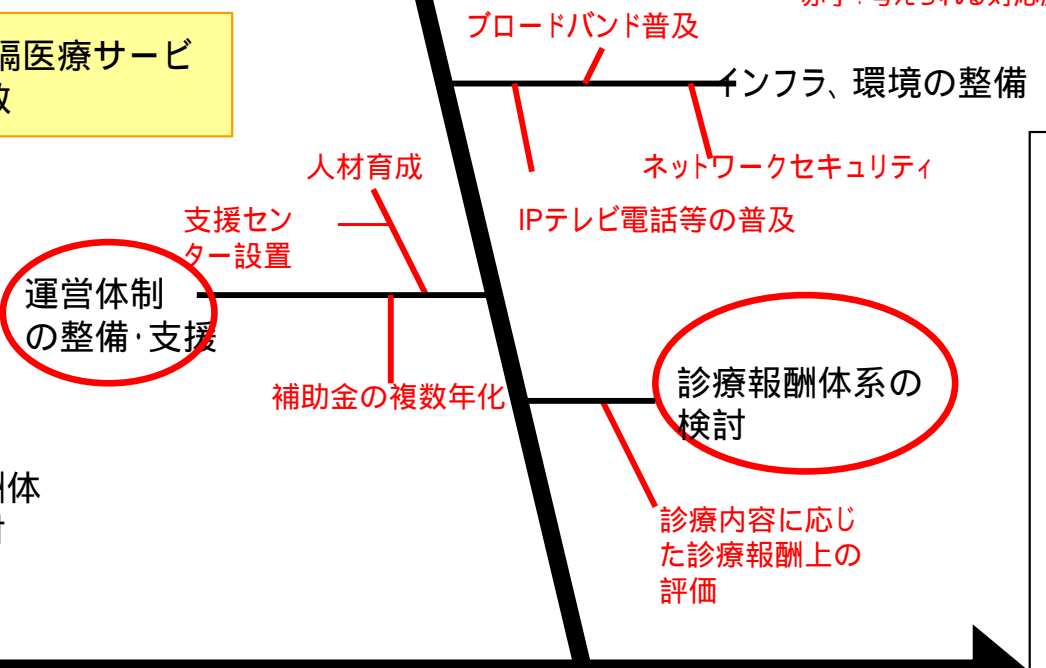 ブロードバンド普及
隔医療サービ
数
インフラ、環境の整備
人材育成
ネットワークセキュリティ
支援セン
ター設置
IPテレビ電話等の普及
運営体制
の整備・支援
補助金の複数年化
診療報酬体系の
検討
酬体
討
診療内容に応じ
た診療報酬上の
評価